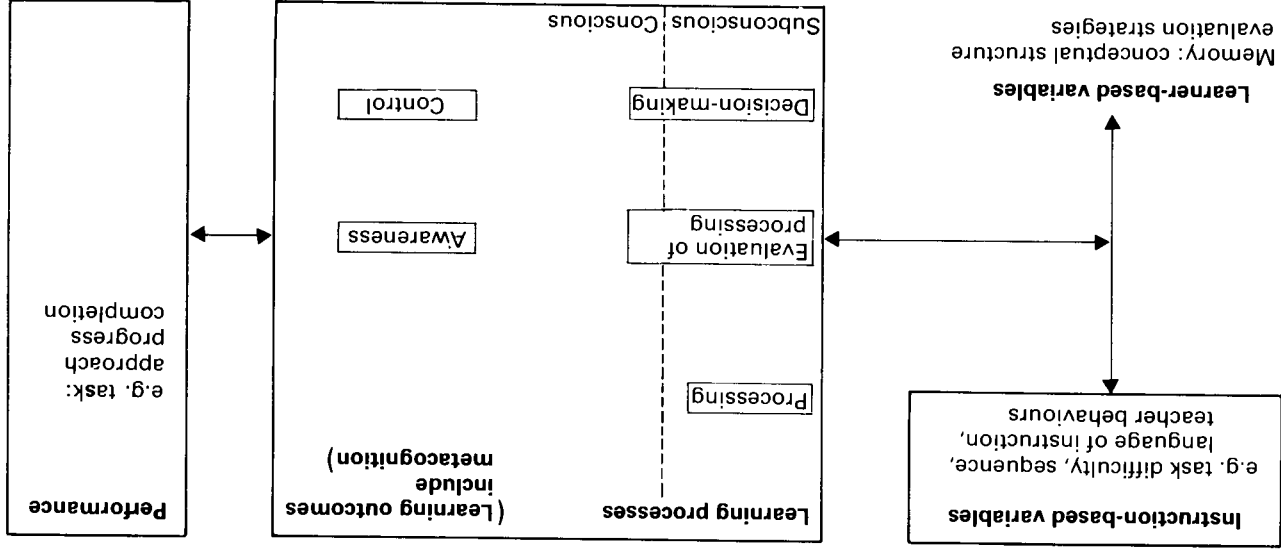 Instruction-based variables
e.g. task difficulty, sequence,
language of instruction,
teacher behaviours
Learner-based variables
Memory: conceptual structure
evaluation strategies
Learning processes
Processing
Evaluation of
processing
Decision-making
Subconscious
(Learning outcomes
include
metacognition)
Awareness
Control
Conscious
Performance
e.g. task:
approach
progress
completion